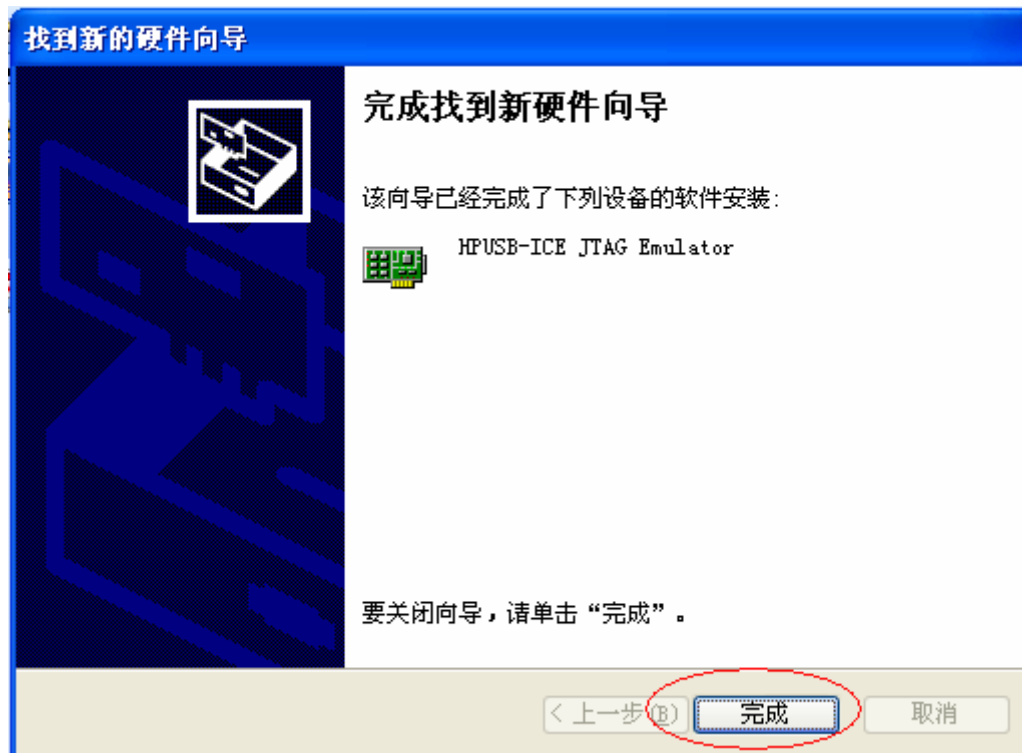 找到新的硬件向导
完成找到新硬件向导
该向导已经完成了下列设备的软件安装:
HPUSB-ICE JTAG Emulator
要关闭向导，请单击“完成”。
< 上一步(B)
完成
取消